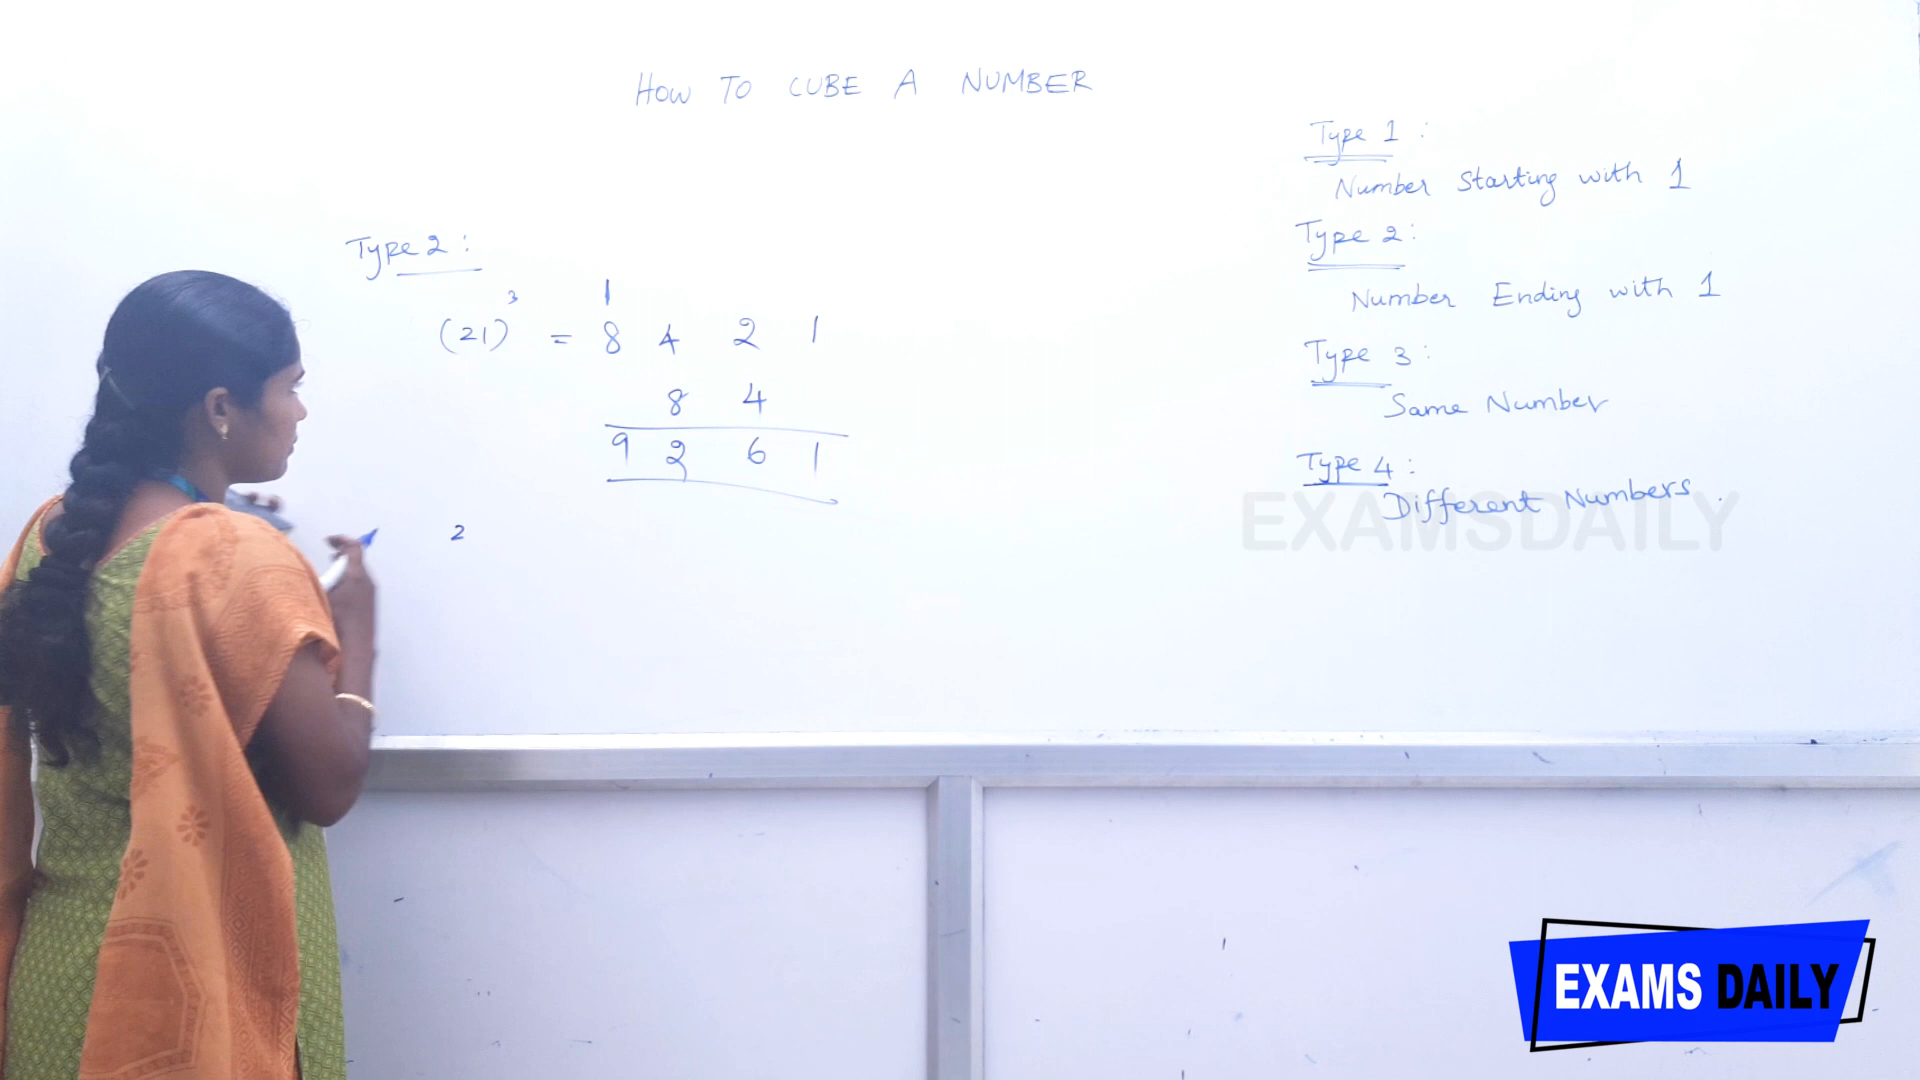 HOW TO CUBE A NUMBER
Type 1 :
Number Starting with 1
Type 2 :
Number Ending with 1
Type 3 :
Same Number
Type 4 :
Different Numbers .
Type 2 :
1
(21)³ = 8 4 2 1
8 4
9 2 6 1
2
EXAMSDAILY
EXAMS DAILY